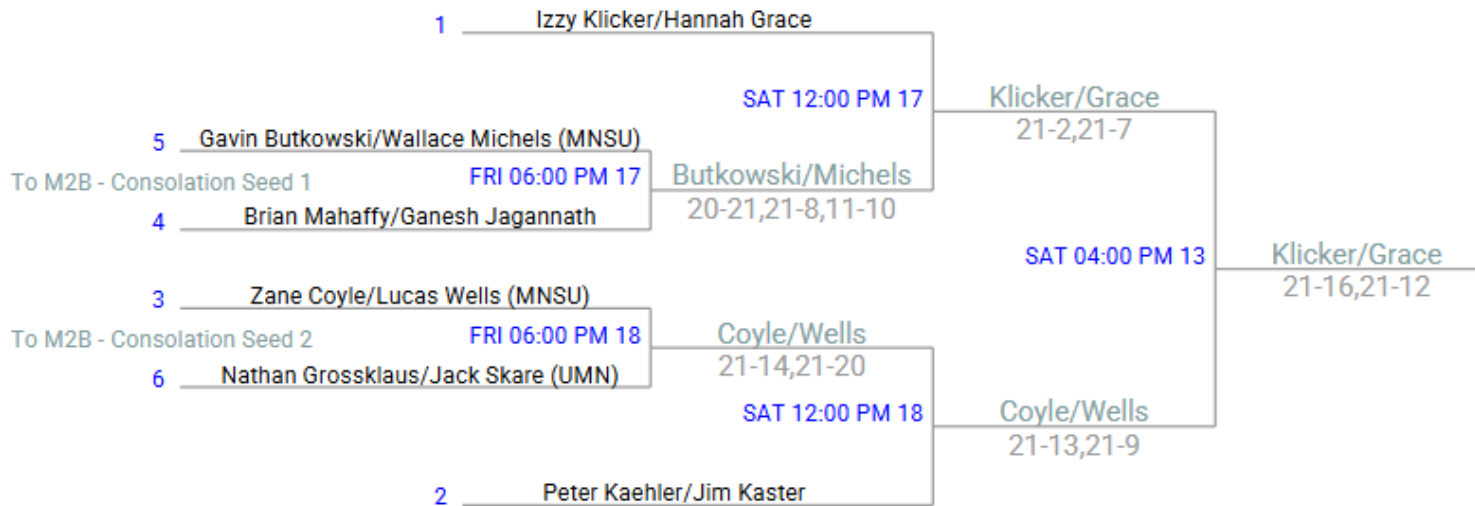 1 Izzy Klicker/Hannah Grace
SAT 12:00 PM 17
Klicker/Grace
21-2,21-7
5 Gavin Butkowski/Wallace Michels (MNSU)
To M2B - Consolation Seed 1
FRI 06:00 PM 17
Butkowski/Michels
20-21,21-8,11-10
4 Brian Mahaffy/Ganesh Jagannath
SAT 04:00 PM 13
Klicker/Grace
21-16,21-12
3 Zane Coyle/Lucas Wells (MNSU)
To M2B - Consolation Seed 2
FRI 06:00 PM 18
Coyle/Wells
21-14,21-20
6 Nathan Grossklaus/Jack Skare (UMN)
SAT 12:00 PM 18
Coyle/Wells
21-13,21-9
2 Peter Kaehler/Jim Kaster